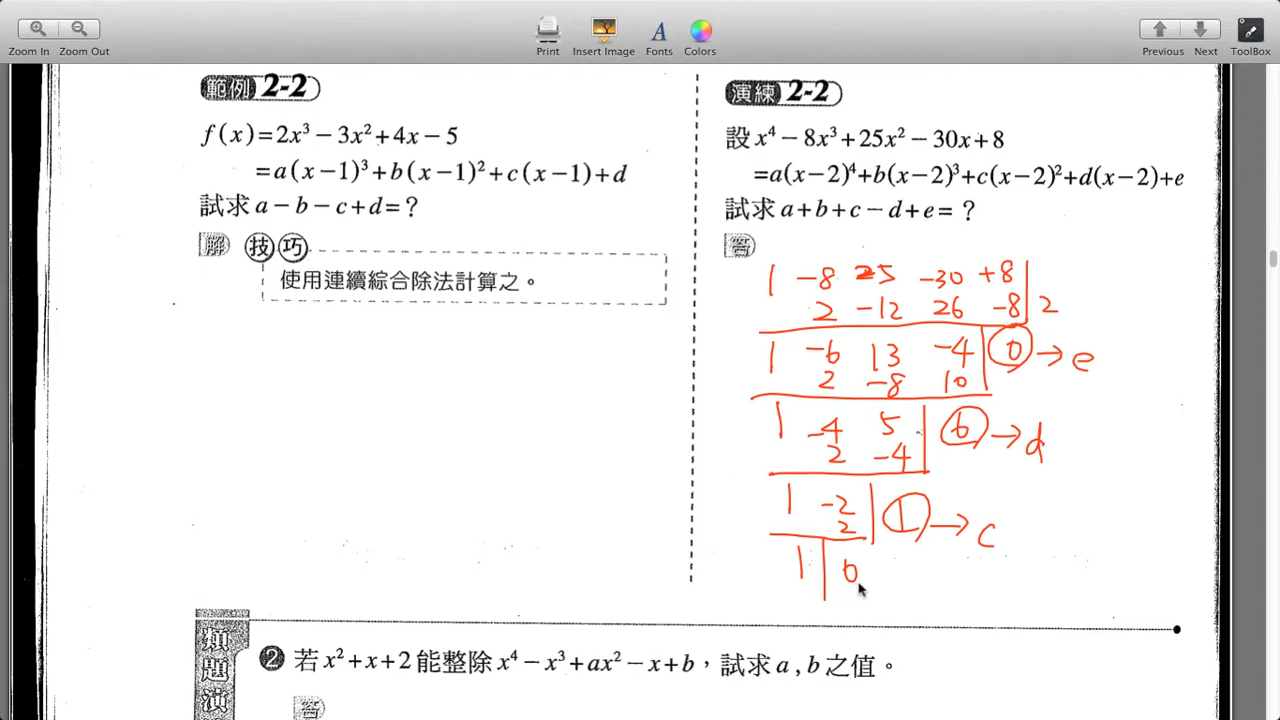 Zoom In Zoom Out Print Insert Image Fonts Colors Previous Next ToolBox
範例 2-2
f(x)=2x³−3x²+4x−5
=a(x−1)³+b(x−1)²+c(x−1)+d
試求 a−b−c+d=？
解 技巧
使用連續綜合除法計算之。
演練 2-2
設 x⁴−8x³+25x²−30x+8
=a(x−2)⁴+b(x−2)³+c(x−2)²+d(x−2)+e
試求 a+b+c−d+e=？
答
1 −8 25 −30 +8
2 −12 26 −8 2
1 −6 13 −4 0 → e
2 −8 10
1 −4 5 6 → d
2 −4
1 −2 1 → c
2
1 0
類題演
❷ 若 x²+x+2 能整除 x⁴−x³+ax²−x+b，試求 a,b 之值。
答